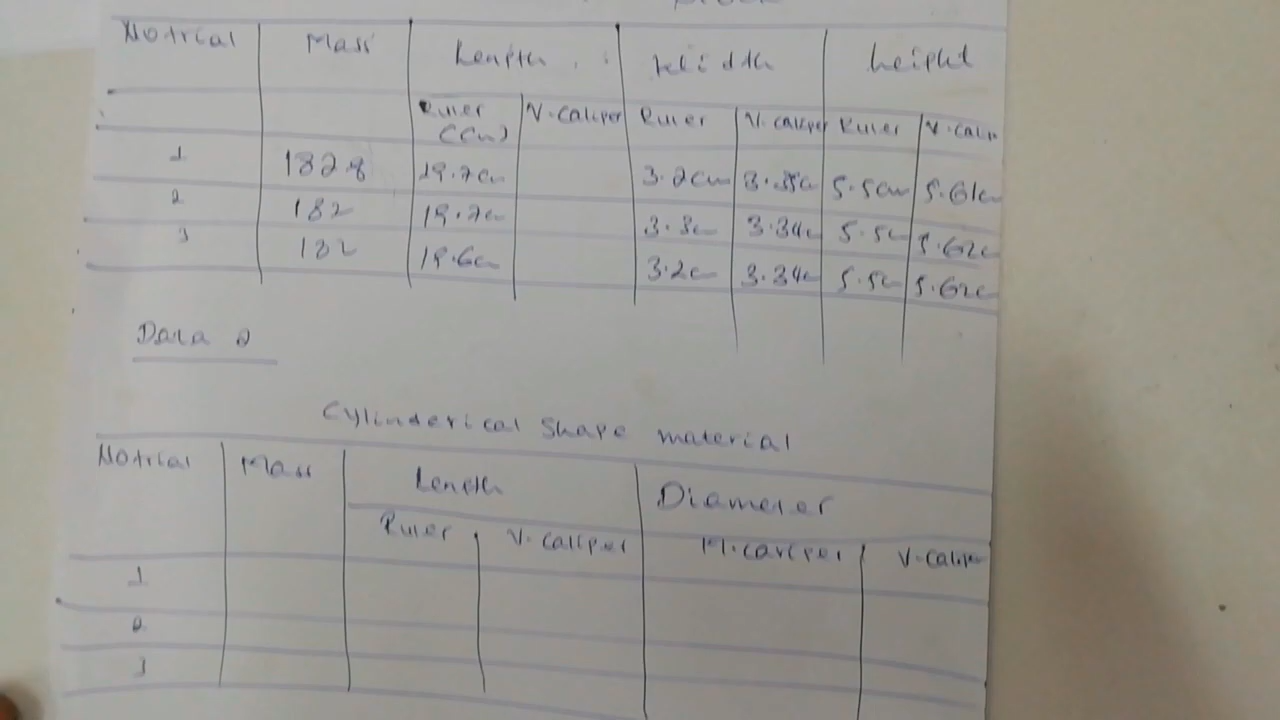 No trial Mass Length Width height
Ruler (cm) V. caliper Ruler V. caliper Ruler V. calip
1 182g 19.7cm 3.2cm 3.35c 5.5cm 5.61cm
2 182 19.7c 3.3c 3.34c 5.5c 5.62c
3 182 19.6c 3.2c 3.34c 5.5c 5.62c
Data 2
Cylinderical Shape material
No trial Mass Length Diameter
Ruler V. caliper M. caliper V. calipe
1
2
3